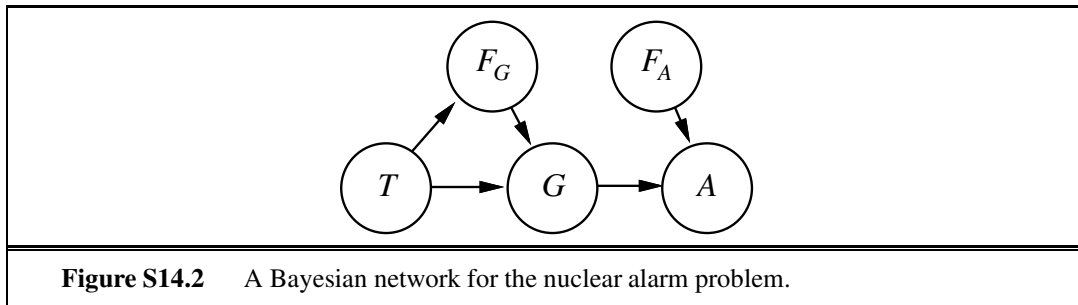 F_G F_A
T G A
Figure S14.2 A Bayesian network for the nuclear alarm problem.